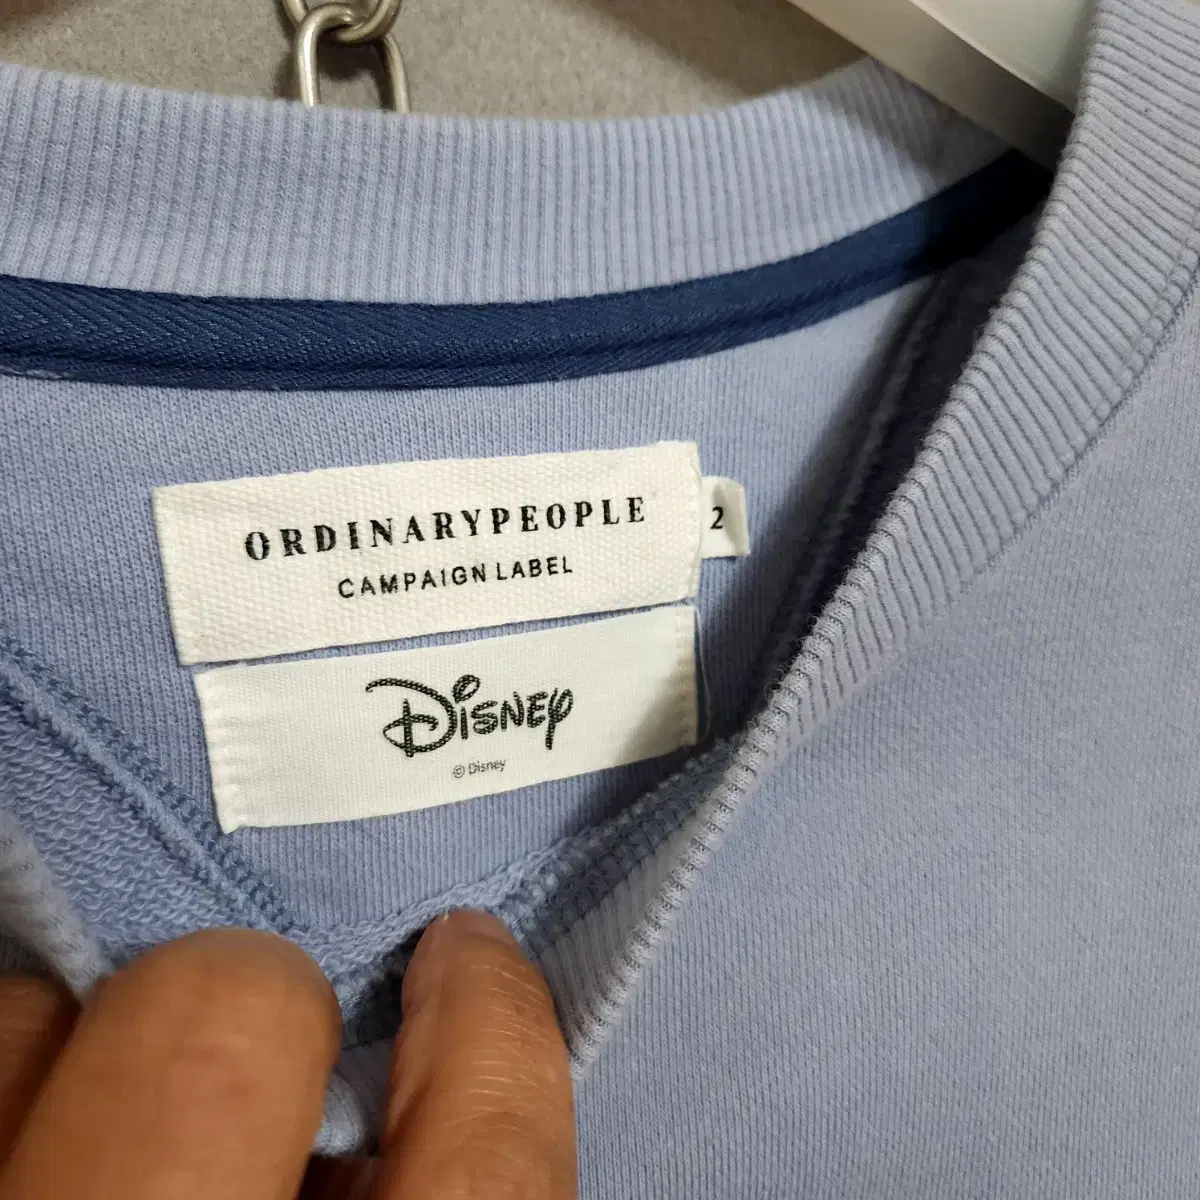 ORDINARYPEOPLE
CAMPAIGN LABEL
2
DISNEY
© Disney